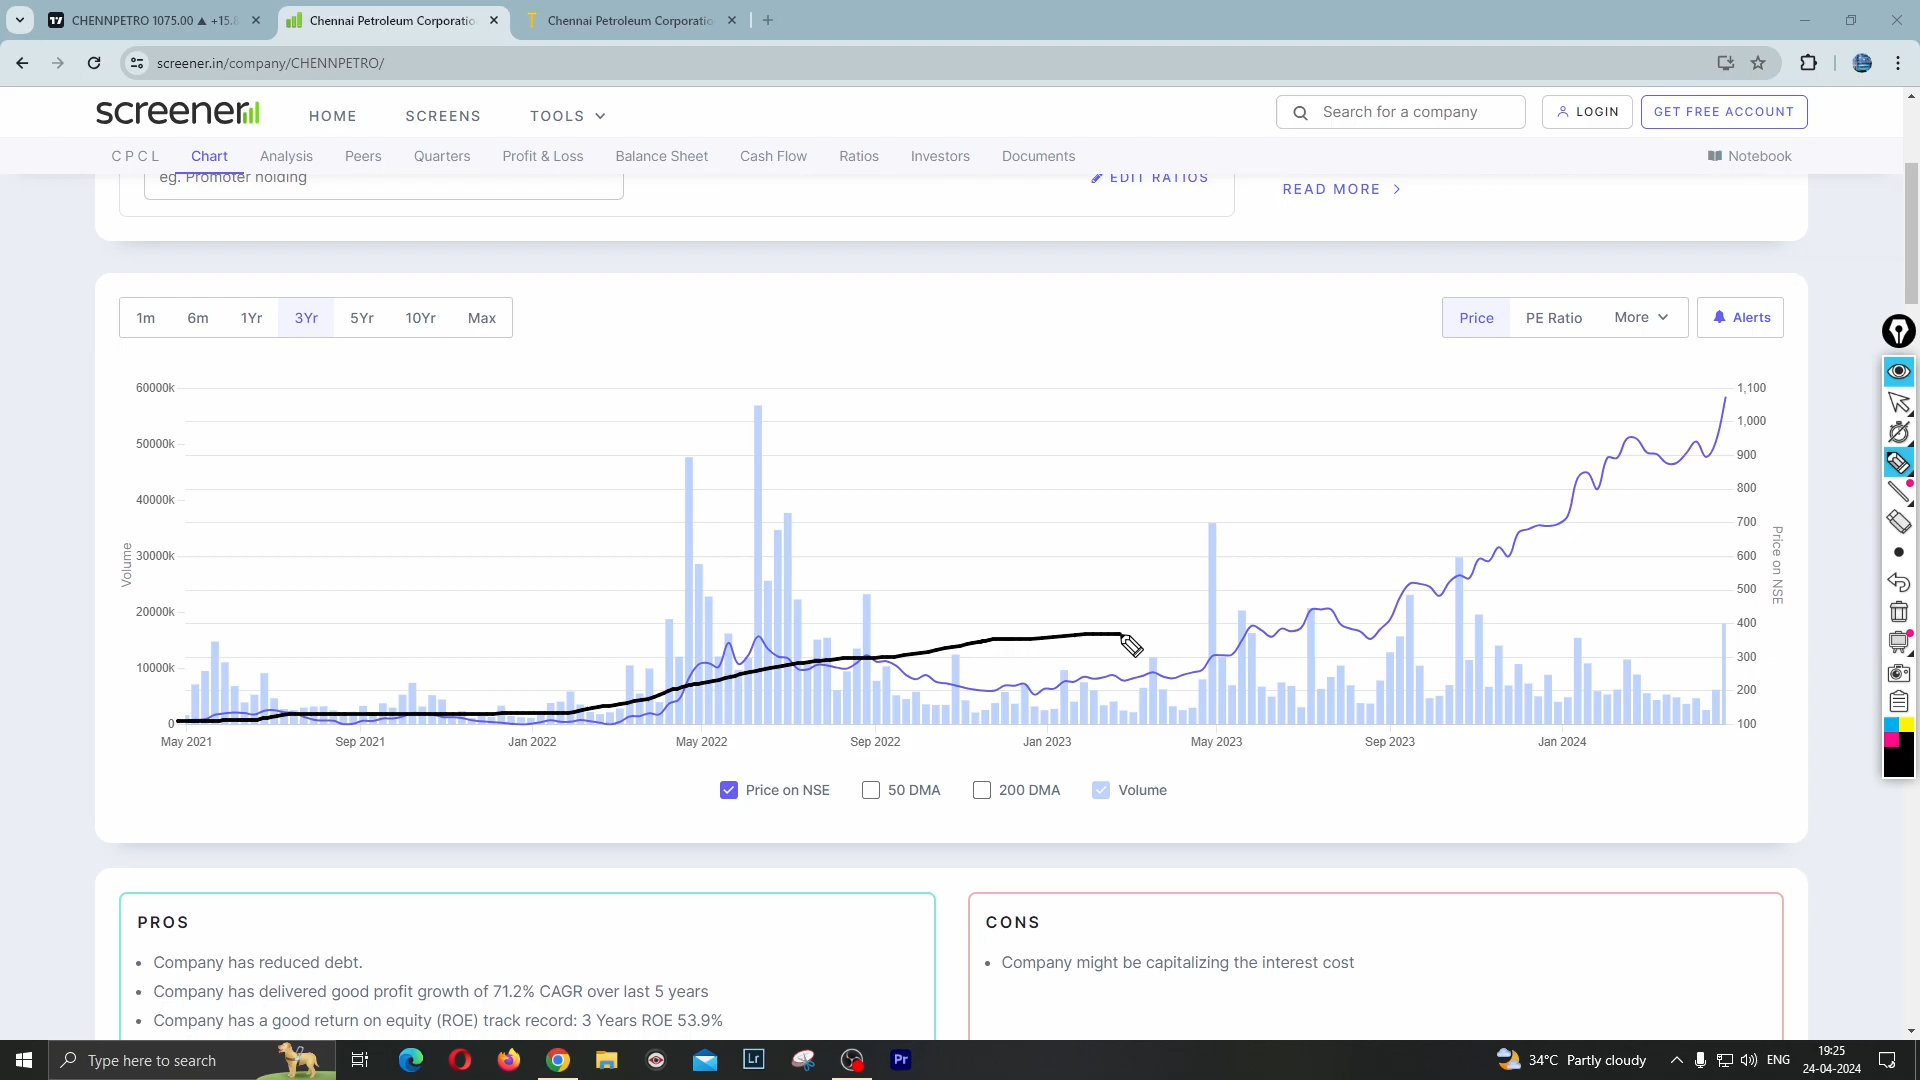 CHENNPETRO 1075.00 ▲ +15.8
Chennai Petroleum Corporatio
Chennai Petroleum Corporatio
screener.in/company/CHENNPETRO/
screener
HOME
SCREENS
TOOLS
Search for a company
LOGIN
GET FREE ACCOUNT
C P C L
Chart
Analysis
Peers
Quarters
Profit & Loss
Balance Sheet
Cash Flow
Ratios
Investors
Documents
Notebook
eg. Promoter holding
EDIT RATIOS
READ MORE
1m
6m
1Yr
3Yr
5Yr
10Yr
Max
Price
PE Ratio
More
Alerts
60000k
50000k
40000k
30000k
20000k
10000k
0
Volume
1,100
1,000
900
800
700
600
500
400
300
200
100
Price on NSE
May 2021
Sep 2021
Jan 2022
May 2022
Sep 2022
Jan 2023
May 2023
Sep 2023
Jan 2024
Price on NSE
50 DMA
200 DMA
Volume
PROS
Company has reduced debt.
Company has delivered good profit growth of 71.2% CAGR over last 5 years
Company has a good return on equity (ROE) track record: 3 Years ROE 53.9%
CONS
Company might be capitalizing the interest cost
Type here to search
Lr
Pr
34°C Partly cloudy
ENG
19:25
24-04-2024